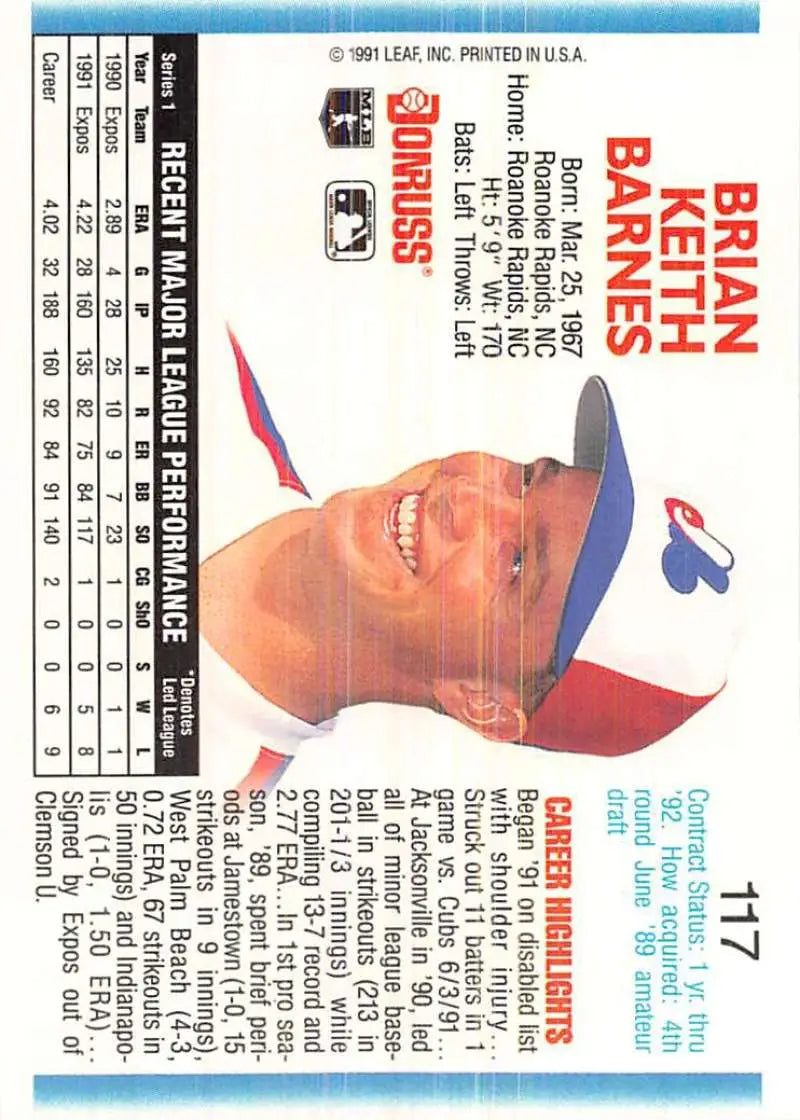 BRIAN
KEITH
BARNES
117
Born: Mar. 25, 1967
Roanoke Rapids, NC
Home: Roanoke Rapids, NC
Ht: 5'9" Wt: 170
Bats: Left Throws: Left
DONRUSS®
MLB
© 1991 LEAF, INC. PRINTED IN U.S.A.
Contract Status: 1 yr. thru
'92. How acquired: 4th
round June '89 amateur
draft
CAREER HIGHLIGHTS
Began '91 on disabled list
with shoulder injury...
Struck out 11 batters in 1
game vs. Cubs 6/3/91...
At Jacksonville in '90, led
all of minor league base-
ball in strikeouts (213 in
201-1/3 innings) while
compiling 13-7 record and
2.77 ERA...In 1st pro sea-
son, '89, spent brief peri-
ods at Jamestown (1-0, 15
strikeouts in 9 innings),
West Palm Beach (4-3,
0.72 ERA, 67 strikeouts in
50 innings) and Indianapo-
lis (1-0, 1.50 ERA)...
Signed by Expos out of
Clemson U.
Series 1 RECENT MAJOR LEAGUE PERFORMANCE *Denotes
Led League
Year Team ERA G IP H R ER BB SO CG ShO S W L
1990 Expos 2.89 4 28 25 10 9 7 23 1 0 0 1 1
1991 Expos 4.22 28 160 135 82 75 84 117 1 0 0 5 8
Career 4.02 32 188 160 92 84 91 140 2 0 0 6 9